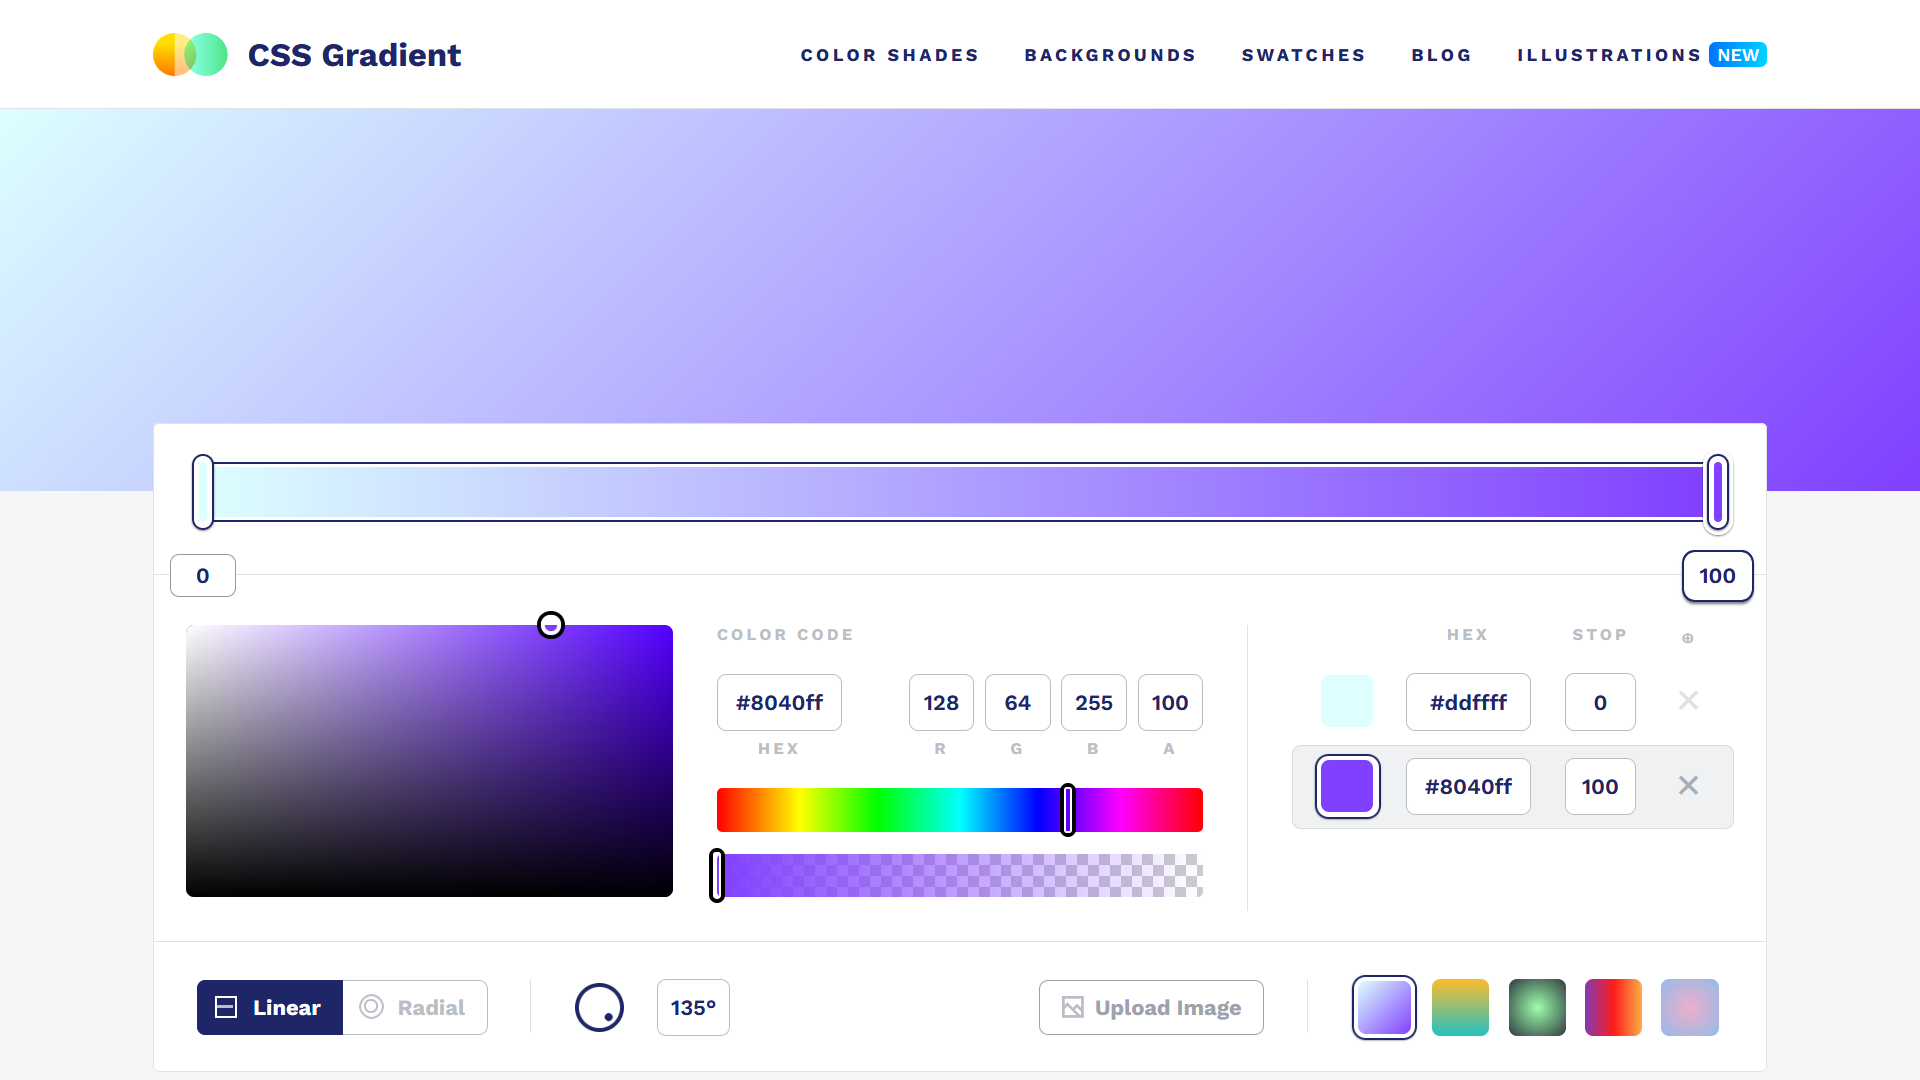 CSS Gradient
COLOR SHADES
BACKGROUNDS
SWATCHES
BLOG
ILLUSTRATIONS NEW
0
100
COLOR CODE
#8040ff
128
64
255
100
HEX
R
G
B
A
HEX
STOP
#ddffff
0
#8040ff
100
Linear
Radial
135°
Upload Image